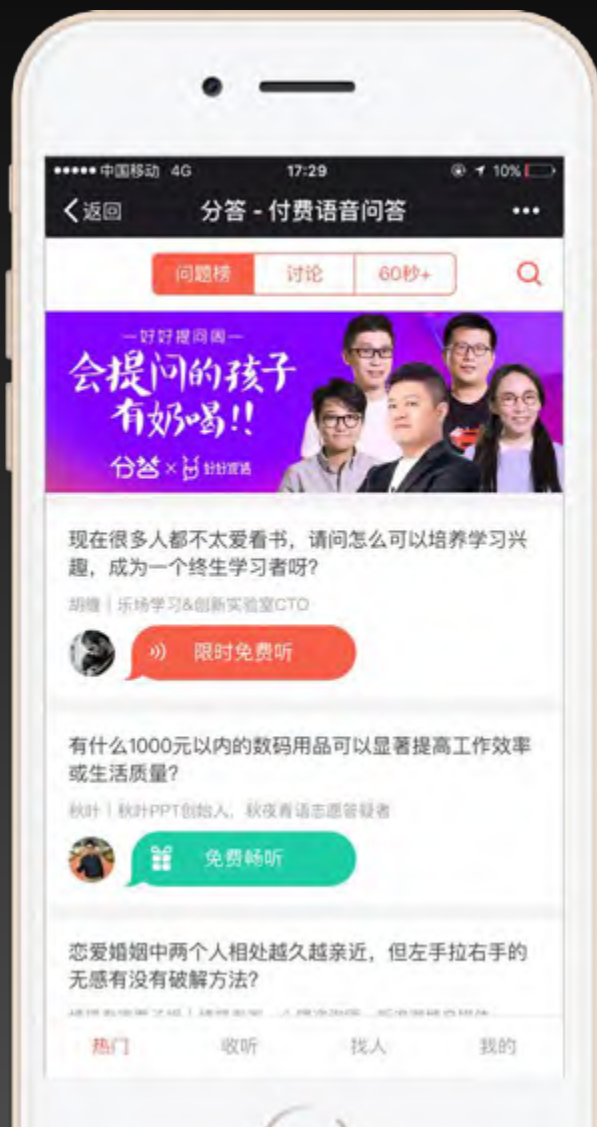 中国移动 4G 17:29 10%
返回 分答 - 付费语音问答
问题榜 讨论 60秒+
—好好提问周—
会提问的孩子
有奶喝!!
分答 × 好好说话
现在很多人都不太爱看书，请问怎么可以培养学习兴
趣，成为一个终生学习者呀?
乐场学习&创新实验室CTO
限时免费听
有什么1000元以内的数码用品可以显著提高工作效率
或生活质量?
秋叶 | 秋叶PPT创始人，秋夜青语志愿答疑者
免费畅听
恋爱婚姻中两个人相处越久越亲近，但左手拉右手的
无感有没有破解方法?
热门 收听 找人 我的